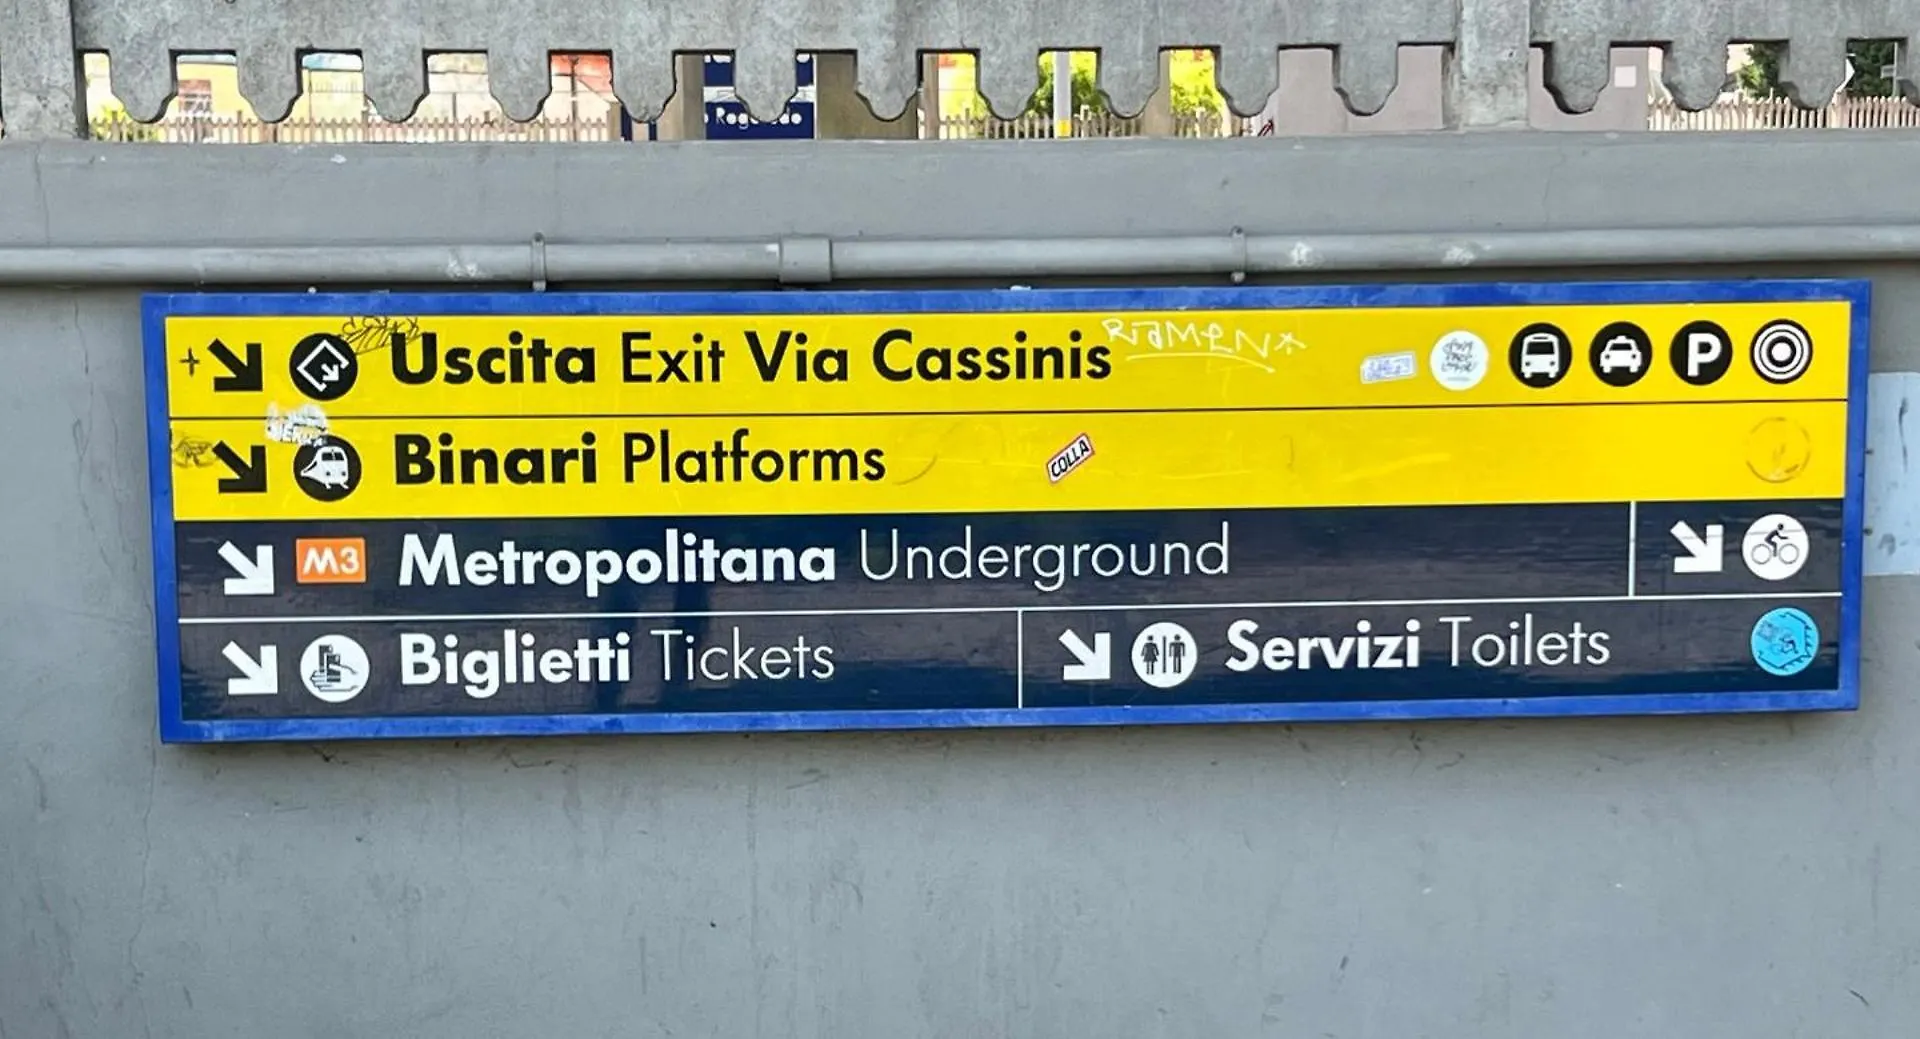 Uscita Exit Via Cassinis
P
Binari Platforms
COLLA
M3 Metropolitana Underground
Biglietti Tickets
Servizi Toilets